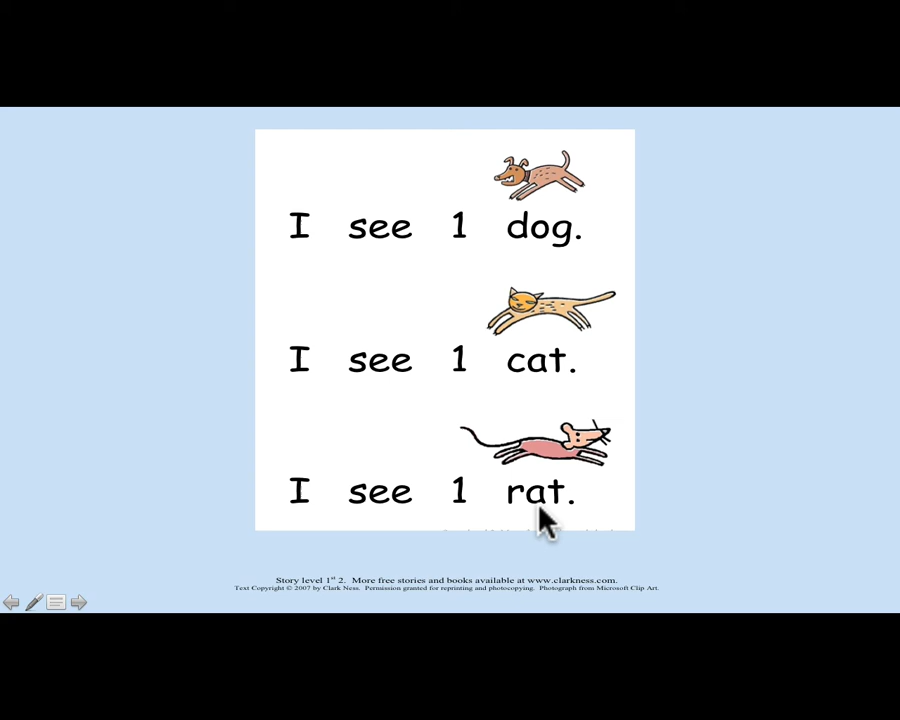 I see 1 dog.
I see 1 cat.
I see 1 rat.
Story level 1st 2. More free stories and books available at www.clarkness.com.
Text Copyright © 2007 by Clark Ness. Permission granted for reprinting and photocopying. Photograph from Microsoft Clip Art.